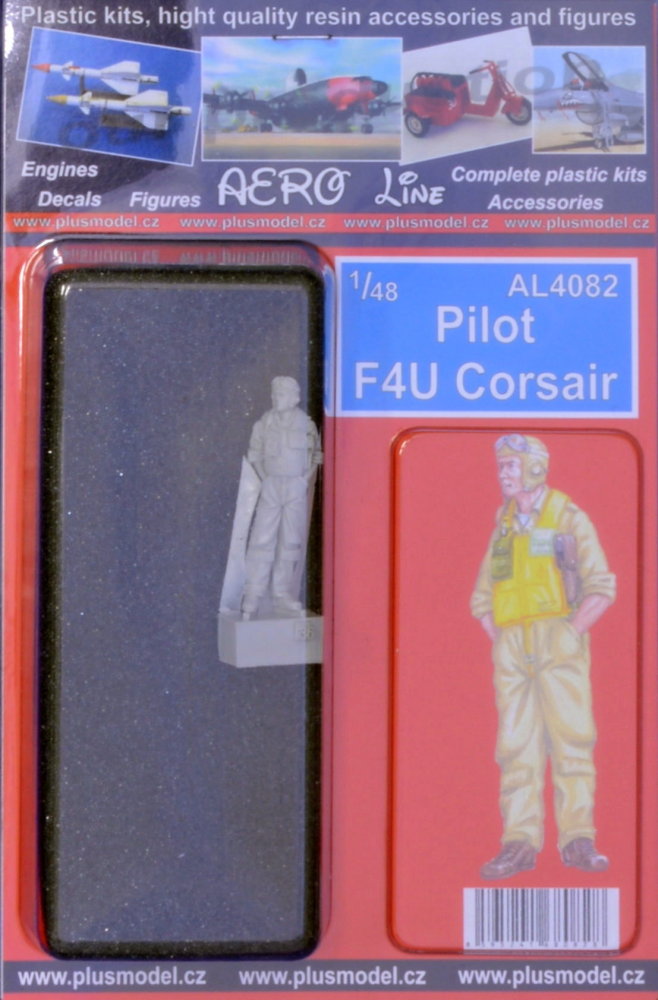 Plastic kits, hight quality resin accessories and figures
Engines
Decals Figures
AERO Line
Complete plastic kits
Accessories
www.plusmodel.cz www.plusmodel.cz www.plusmodel.cz www.plusmodel.cz
1/48 AL4082
Pilot
F4U Corsair
www.plusmodel.cz www.plusmodel.cz www.plusmodel.cz